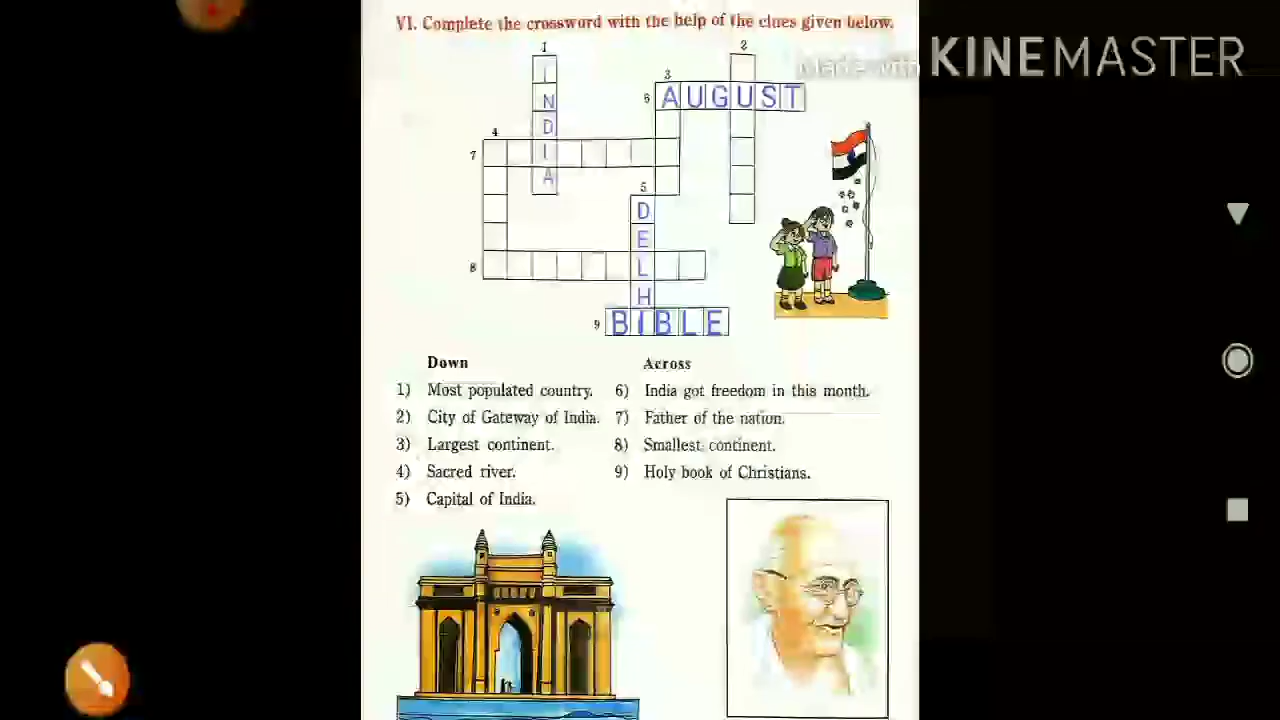 VI. Complete the crossword with the help of the clues given below.
Made with KINEMASTER
1
2
3
6 AUGUST
INDIA
4
7
5
DELHI
8
9 BIBLE
Down
1) Most populated country.
2) City of Gateway of India.
3) Largest continent.
4) Sacred river.
5) Capital of India.
Across
6) India got freedom in this month.
7) Father of the nation.
8) Smallest continent.
9) Holy book of Christians.